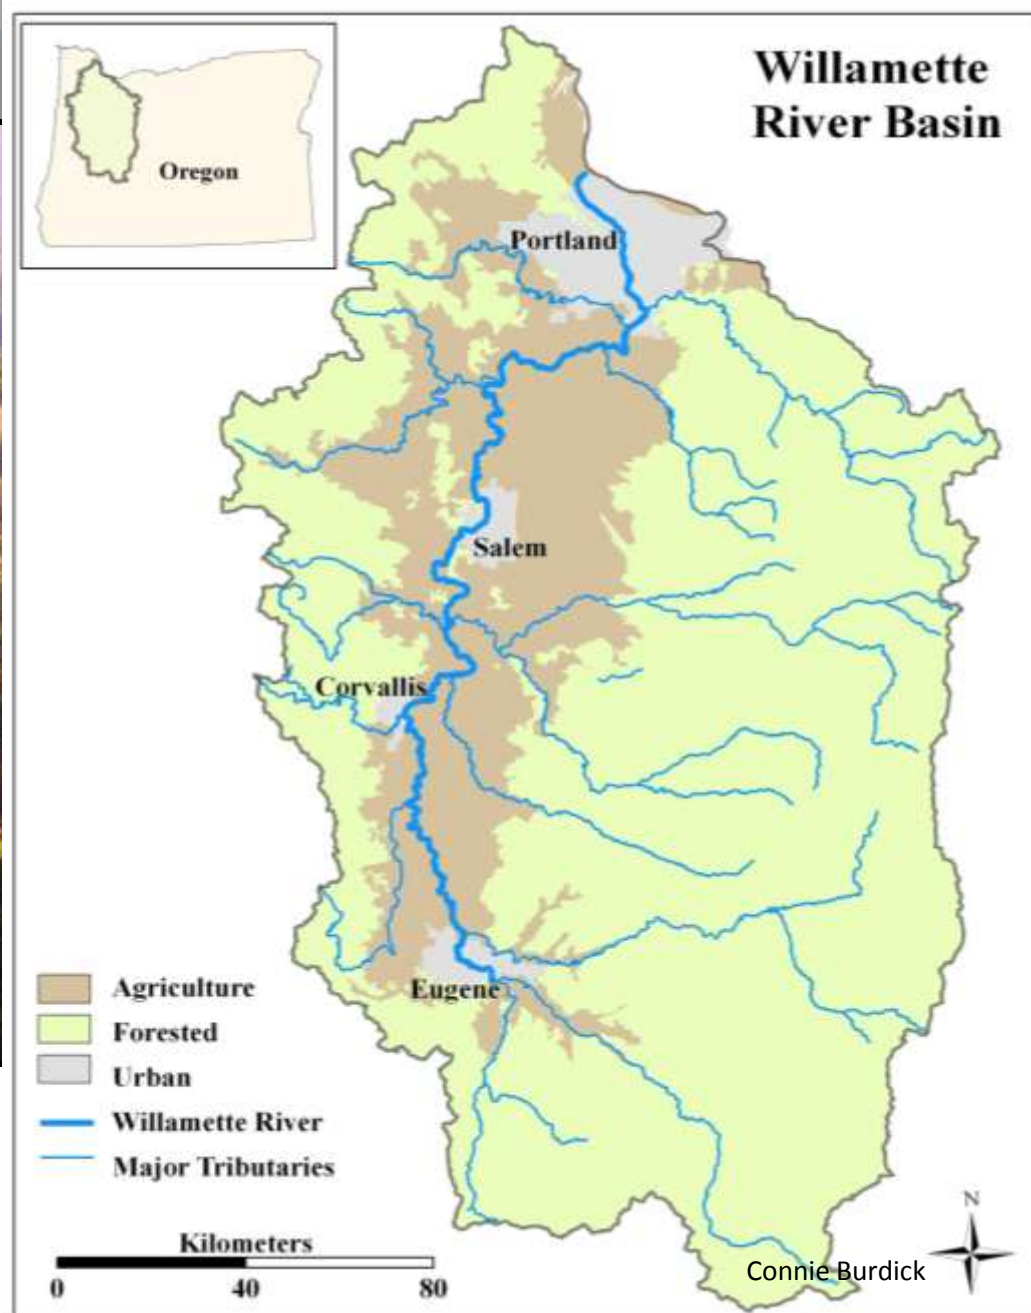 Willamette
River Basin
Oregon
Portland
Salem
Corvallis
Eugene
Agriculture
Forested
Urban
Willamette River
Major Tributaries
Kilometers
0 40 80
N
Connie Burdick